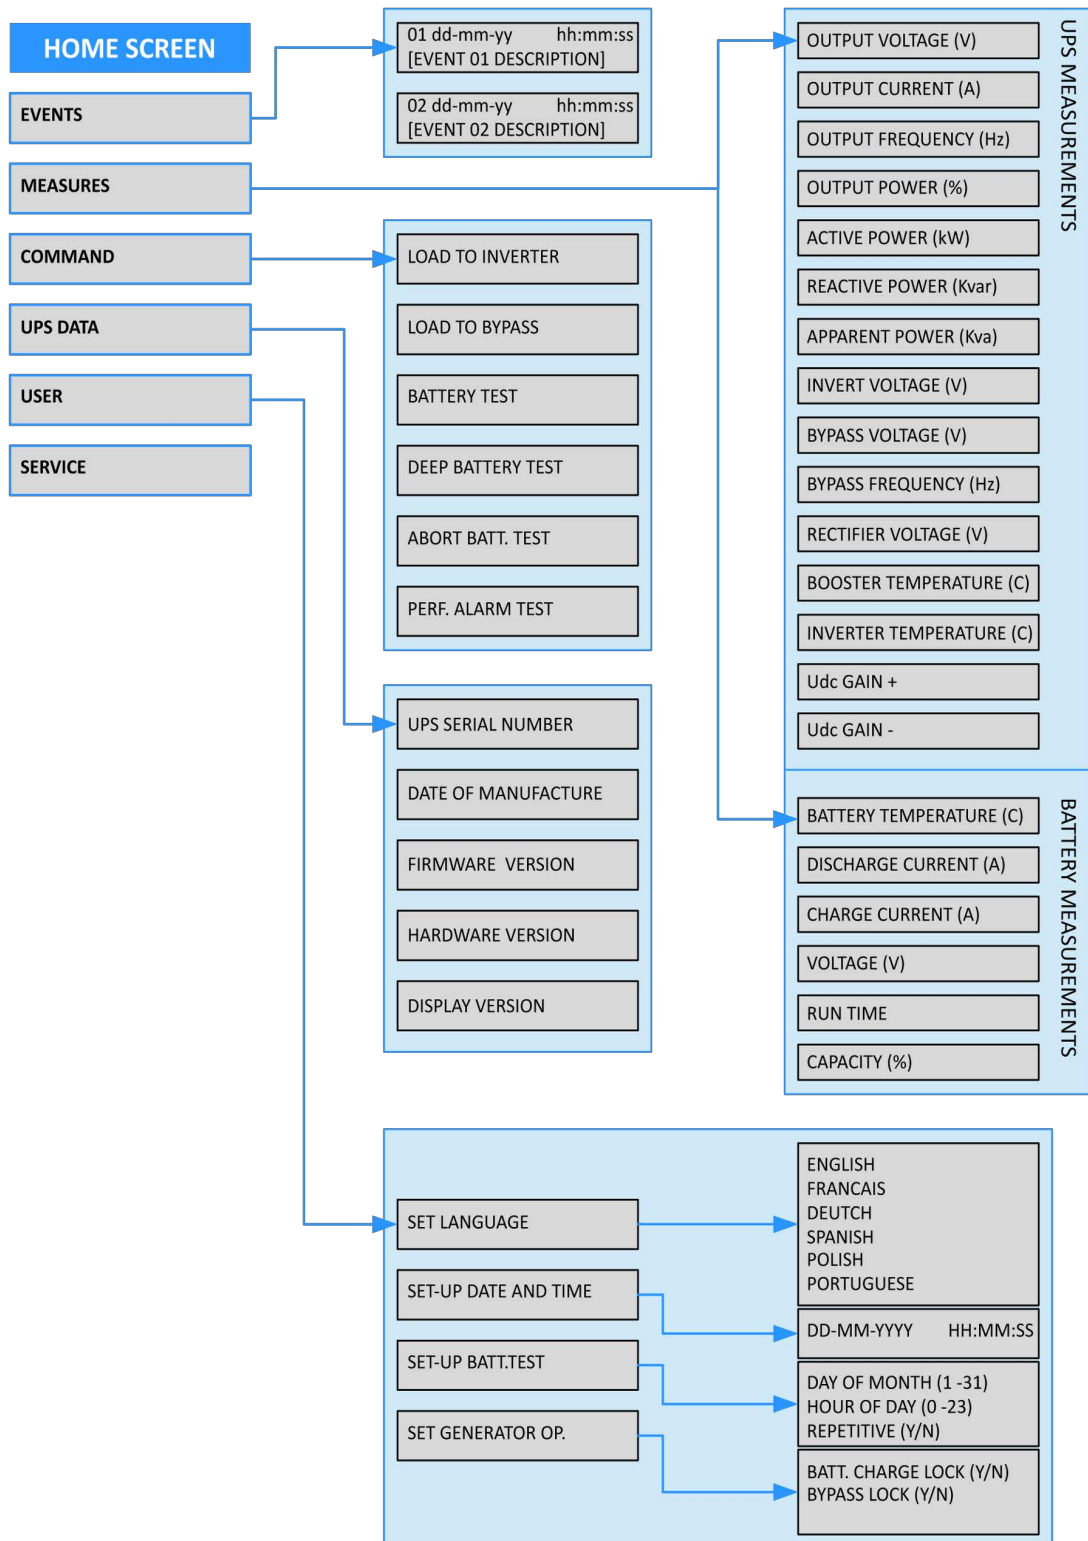 HOME SCREEN
EVENTS
MEASURES
COMMAND
UPS DATA
USER
SERVICE
01 dd-mm-yy hh:mm:ss
[EVENT 01 DESCRIPTION]
02 dd-mm-yy hh:mm:ss
[EVENT 02 DESCRIPTION]
LOAD TO INVERTER
LOAD TO BYPASS
BATTERY TEST
DEEP BATTERY TEST
ABORT BATT. TEST
PERF. ALARM TEST
UPS SERIAL NUMBER
DATE OF MANUFACTURE
FIRMWARE VERSION
HARDWARE VERSION
DISPLAY VERSION
UPS MEASUREMENTS
OUTPUT VOLTAGE (V)
OUTPUT CURRENT (A)
OUTPUT FREQUENCY (Hz)
OUTPUT POWER (%)
ACTIVE POWER (kW)
REACTIVE POWER (Kvar)
APPARENT POWER (Kva)
INVERT VOLTAGE (V)
BYPASS VOLTAGE (V)
BYPASS FREQUENCY (Hz)
RECTIFIER VOLTAGE (V)
BOOSTER TEMPERATURE (C)
INVERTER TEMPERATURE (C)
Udc GAIN +
Udc GAIN -
BATTERY MEASUREMENTS
BATTERY TEMPERATURE (C)
DISCHARGE CURRENT (A)
CHARGE CURRENT (A)
VOLTAGE (V)
RUN TIME
CAPACITY (%)
SET LANGUAGE
SET-UP DATE AND TIME
SET-UP BATT.TEST
SET GENERATOR OP.
ENGLISH
FRANCAIS
DEUTCH
SPANISH
POLISH
PORTUGUESE
DD-MM-YYYY HH:MM:SS
DAY OF MONTH (1 -31)
HOUR OF DAY (0 -23)
REPETITIVE (Y/N)
BATT. CHARGE LOCK (Y/N)
BYPASS LOCK (Y/N)